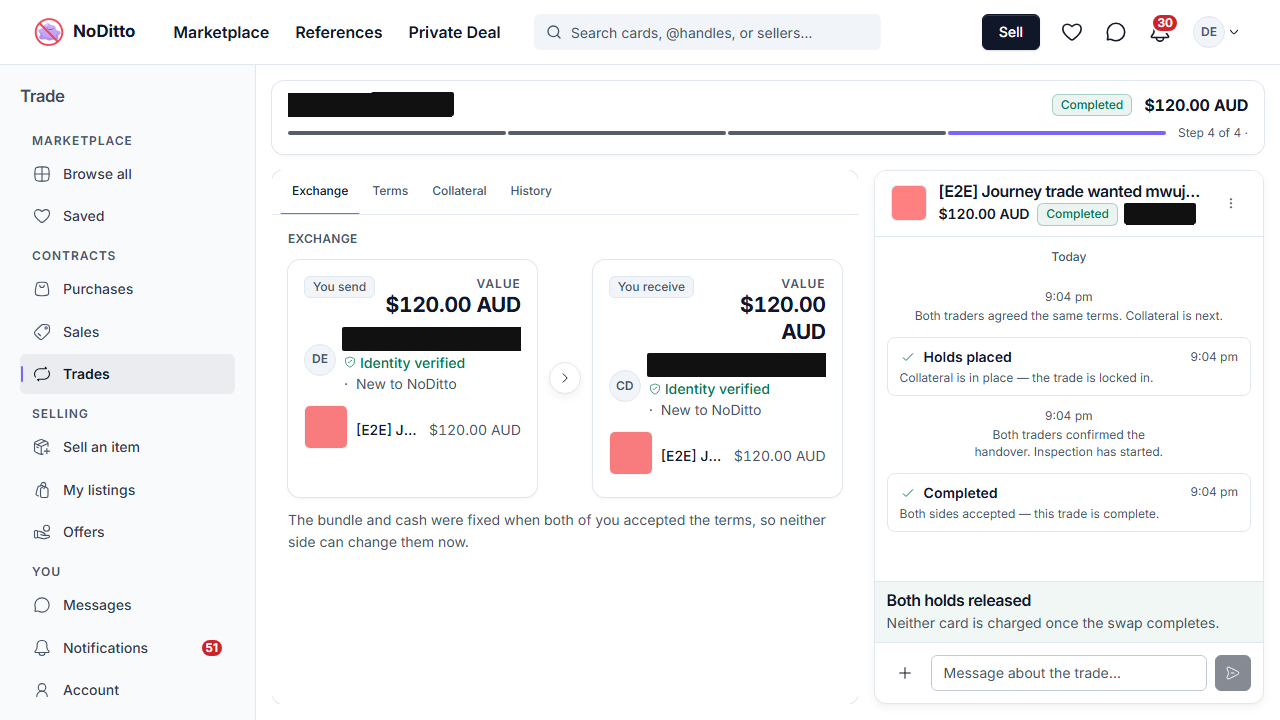 NoDitto
Marketplace
References
Private Deal
Search cards, @handles, or sellers...
Sell
30
DE
Trade
MARKETPLACE
Browse all
Saved
CONTRACTS
Purchases
Sales
Trades
SELLING
Sell an item
My listings
Offers
YOU
Messages
Notifications
51
Account
Completed
$120.00 AUD
Step 4 of 4 ·
Exchange
Terms
Collateral
History
EXCHANGE
You send
VALUE
$120.00 AUD
DE
Identity verified
· New to NoDitto
[E2E] J...
$120.00 AUD
You receive
VALUE
$120.00
AUD
CD
Identity verified
· New to NoDitto
[E2E] J...
$120.00 AUD
The bundle and cash were fixed when both of you accepted the terms, so neither
side can change them now.
[E2E] Journey trade wanted mwuj...
$120.00 AUD
Completed
Today
9:04 pm
Both traders agreed the same terms. Collateral is next.
Holds placed
9:04 pm
Collateral is in place — the trade is locked in.
9:04 pm
Both traders confirmed the
handover. Inspection has started.
Completed
9:04 pm
Both sides accepted — this trade is complete.
Both holds released
Neither card is charged once the swap completes.
Message about the trade...